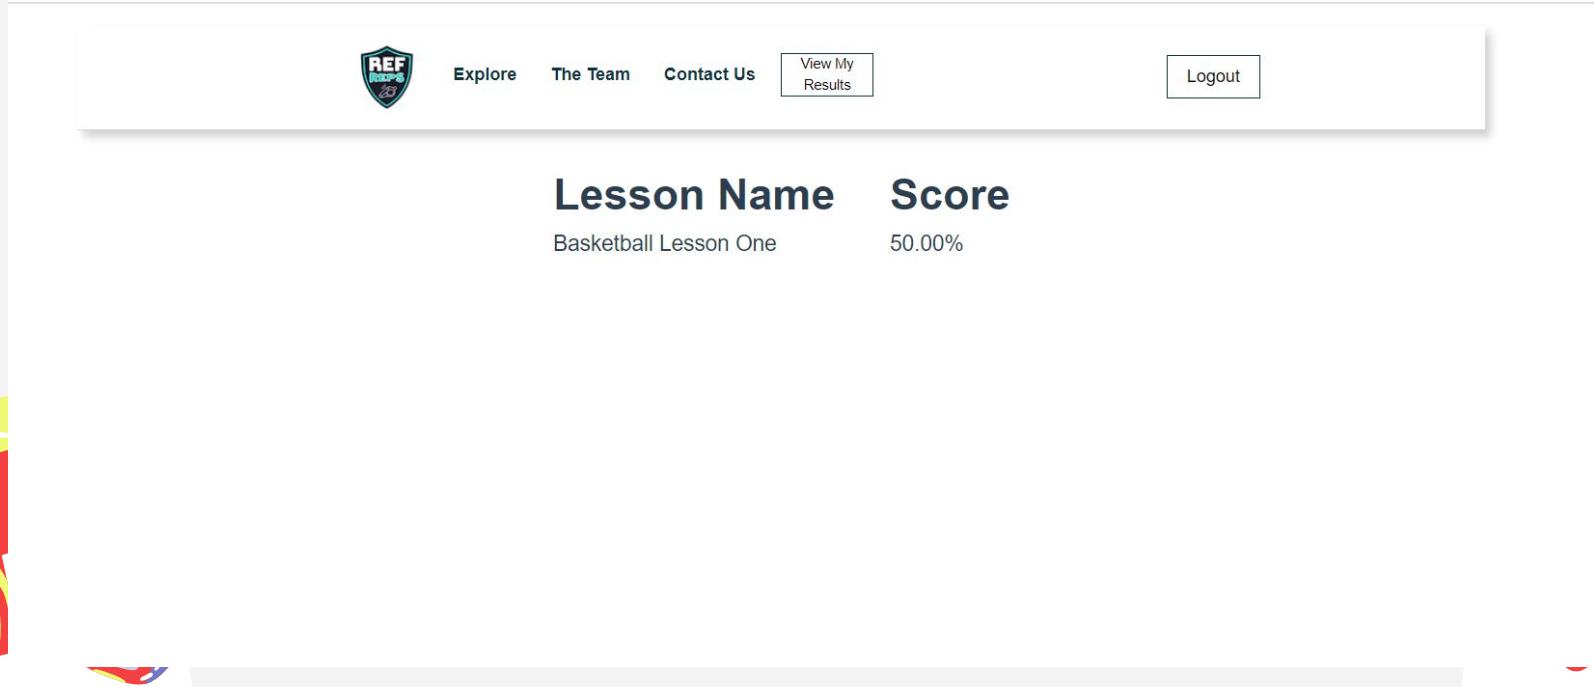 REF
REPS
Explore
The Team
Contact Us
View My
Results
Logout
Lesson Name
Score
Basketball Lesson One
50.00%